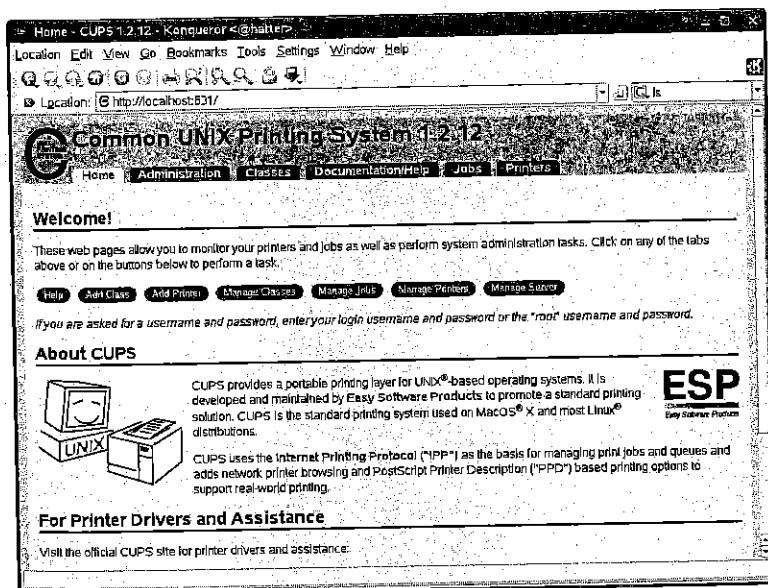 Home - CUPS 1.2.12 - Konqueror <@hatter>
Location Edit View Go Bookmarks Tools Settings Window Help
Location: http://localhost:631/
ls
Common UNIX Printing System 1.2.12
Home Administration Classes Documentation/Help Jobs Printers
Welcome!
These web pages allow you to monitor your printers and jobs as well as perform system administration tasks. Click on any of the tabs
above or on the buttons below to perform a task.
Help Add Class Add Printer Manage Classes Manage Jobs Manage Printers Manage Server
If you are asked for a username and password, enter your login username and password or the "root" username and password.
About CUPS
CUPS provides a portable printing layer for UNIX®-based operating systems. It is
developed and maintained by Easy Software Products to promote a standard printing
solution. CUPS is the standard printing system used on MacOS® X and most Linux®
distributions.
ESP
Easy Software Products
UNIX
CUPS uses the Internet Printing Protocol ("IPP") as the basis for managing print jobs and queues and
adds network printer browsing and PostScript Printer Description ("PPD") based printing options to
support real-world printing.
For Printer Drivers and Assistance
Visit the official CUPS site for printer drivers and assistance: